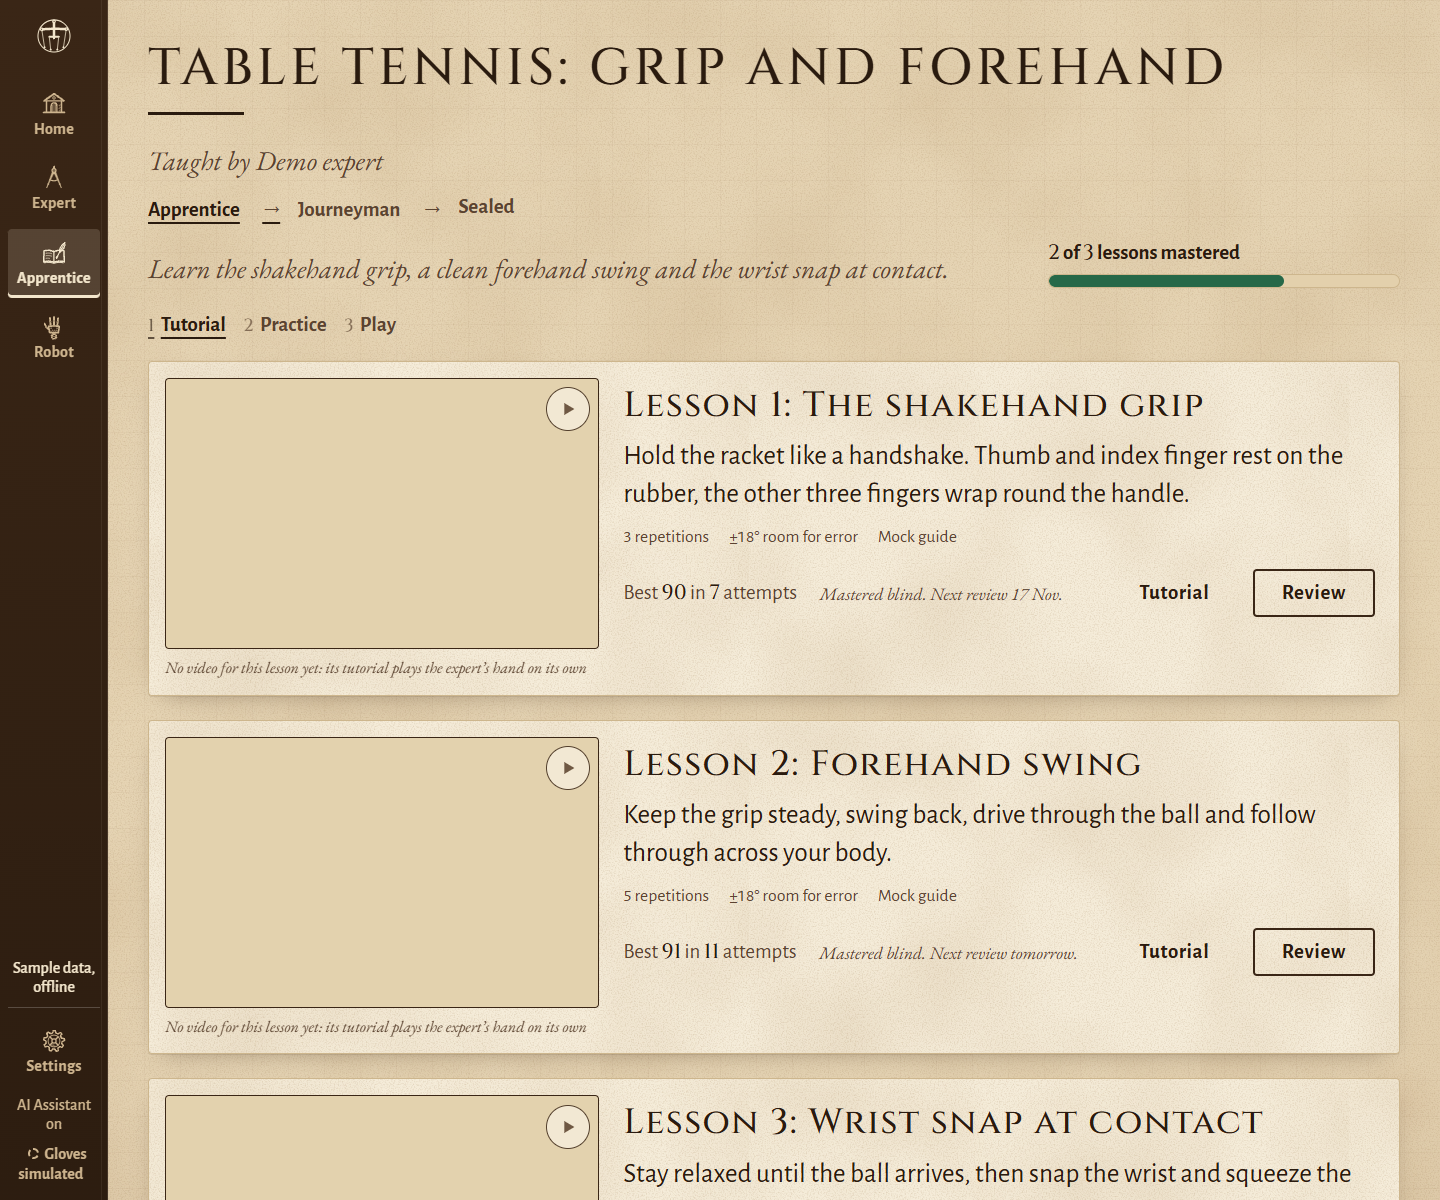 Home
Expert
Apprentice
Robot
Sample data,
offline
Settings
AI Assistant
on
Gloves
simulated
TABLE TENNIS: GRIP AND FOREHAND
Taught by Demo expert
Apprentice → Journeyman → Sealed
Learn the shakehand grip, a clean forehand swing and the wrist snap at contact.
2 of 3 lessons mastered
1 Tutorial 2 Practice 3 Play
Lesson 1: The shakehand grip
Hold the racket like a handshake. Thumb and index finger rest on the
rubber, the other three fingers wrap round the handle.
3 repetitions ±18° room for error Mock guide
Best 90 in 7 attempts Mastered blind. Next review 17 Nov. Tutorial Review
No video for this lesson yet: its tutorial plays the expert’s hand on its own
Lesson 2: Forehand swing
Keep the grip steady, swing back, drive through the ball and follow
through across your body.
5 repetitions ±18° room for error Mock guide
Best 91 in 11 attempts Mastered blind. Next review tomorrow. Tutorial Review
No video for this lesson yet: its tutorial plays the expert’s hand on its own
Lesson 3: Wrist snap at contact
Stay relaxed until the ball arrives, then snap the wrist and squeeze the